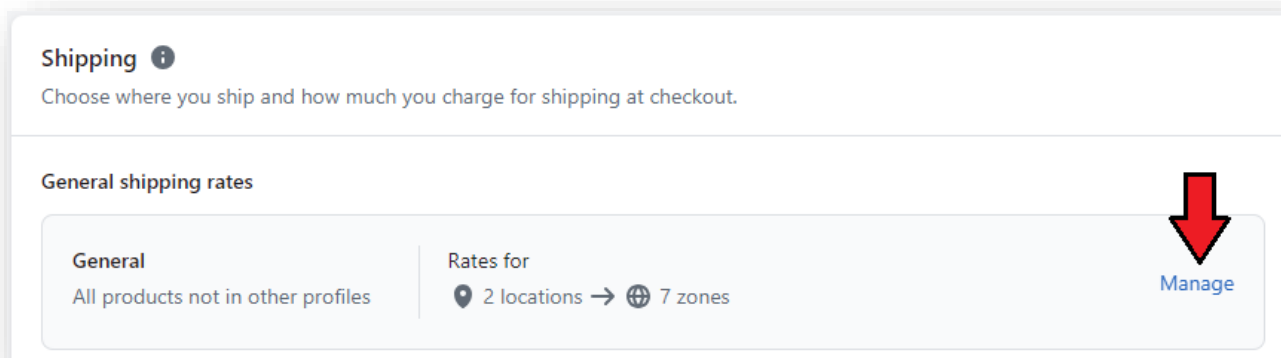 Shipping
Choose where you ship and how much you charge for shipping at checkout.
General shipping rates
General
All products not in other profiles
Rates for
2 locations → 7 zones
Manage